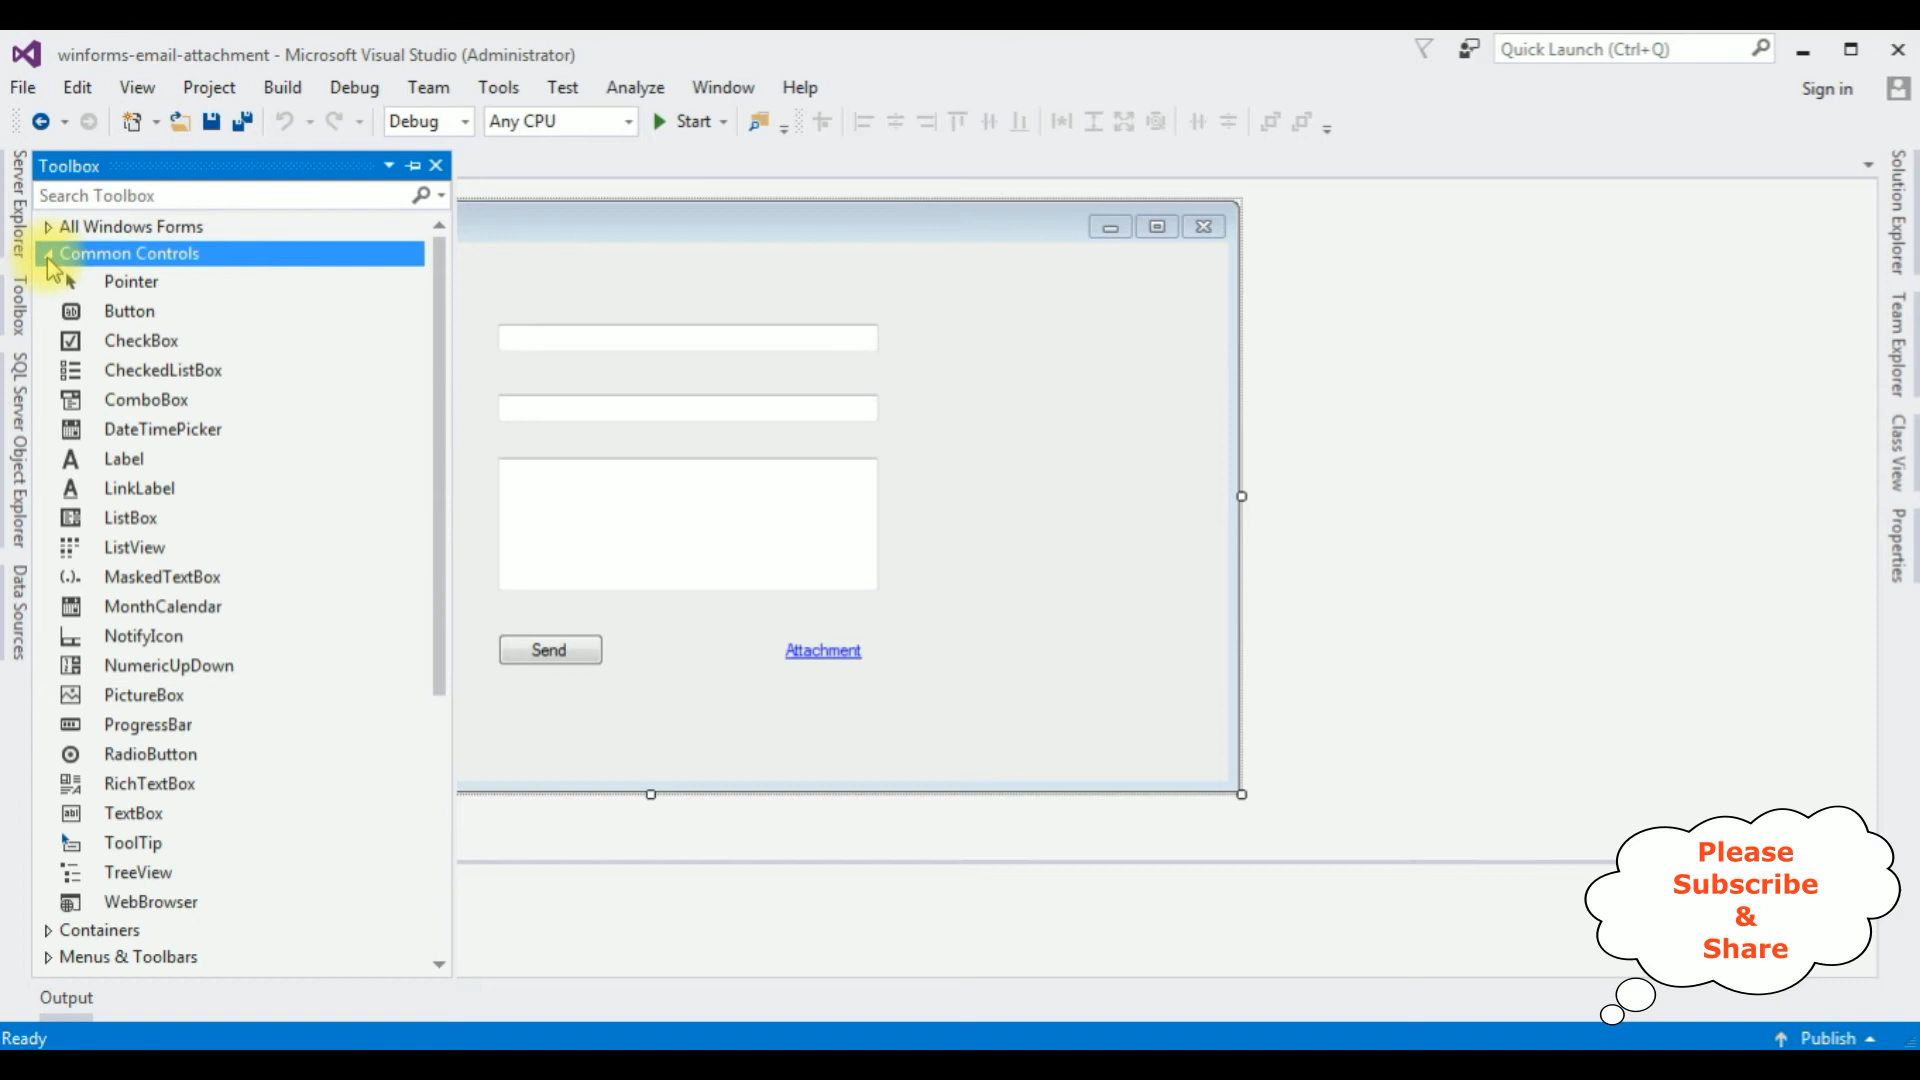 winforms-email-attachment - Microsoft Visual Studio (Administrator)
Quick Launch (Ctrl+Q)
File Edit View Project Build Debug Team Tools Test Analyze Window Help
Sign in
Debug Any CPU Start
Toolbox
Search Toolbox
All Windows Forms
Common Controls
Pointer
Button
CheckBox
CheckedListBox
ComboBox
DateTimePicker
Label
LinkLabel
ListBox
ListView
MaskedTextBox
MonthCalendar
NotifyIcon
NumericUpDown
PictureBox
ProgressBar
RadioButton
RichTextBox
TextBox
ToolTip
TreeView
WebBrowser
Containers
Menus & Toolbars
Server Explorer
Toolbox
SQL Server Object Explorer
Data Sources
Send
Attachment
Solution Explorer
Team Explorer
Class View
Properties
Please
Subscribe
&
Share
Output
Ready
Publish